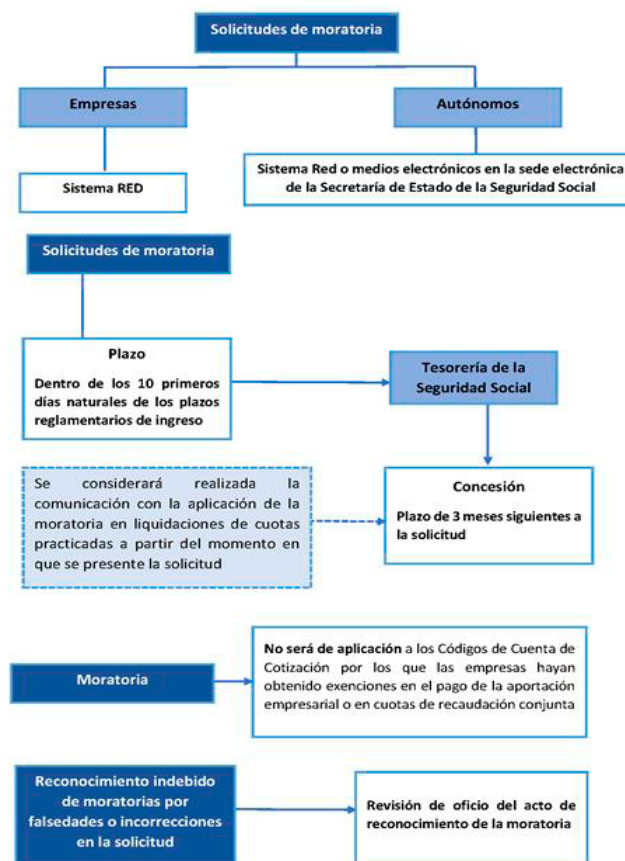 Solicitudes de moratoria
Empresas
Autónomos
Sistema RED
Sistema Red o medios electrónicos en la sede electrónica
de la Secretaría de Estado de la Seguridad Social
Solicitudes de moratoria
Plazo
Dentro de los 10 primeros
días naturales de los plazos
reglamentarios de ingreso
Tesorería de la
Seguridad Social
Se considerará realizada la
comunicación con la aplicación de la
moratoria en liquidaciones de cuotas
practicadas a partir del momento en
que se presente la solicitud
Concesión
Plazo de 3 meses siguientes a
la solicitud
Moratoria
No será de aplicación a los Códigos de Cuenta de
Cotización por los que las empresas hayan
obtenido exenciones en el pago de la aportación
empresarial o en cuotas de recaudación conjunta
Reconocimiento indebido
de moratorias por
falsedades o incorrecciones
en la solicitud
Revisión de oficio del acto de
reconocimiento de la moratoria